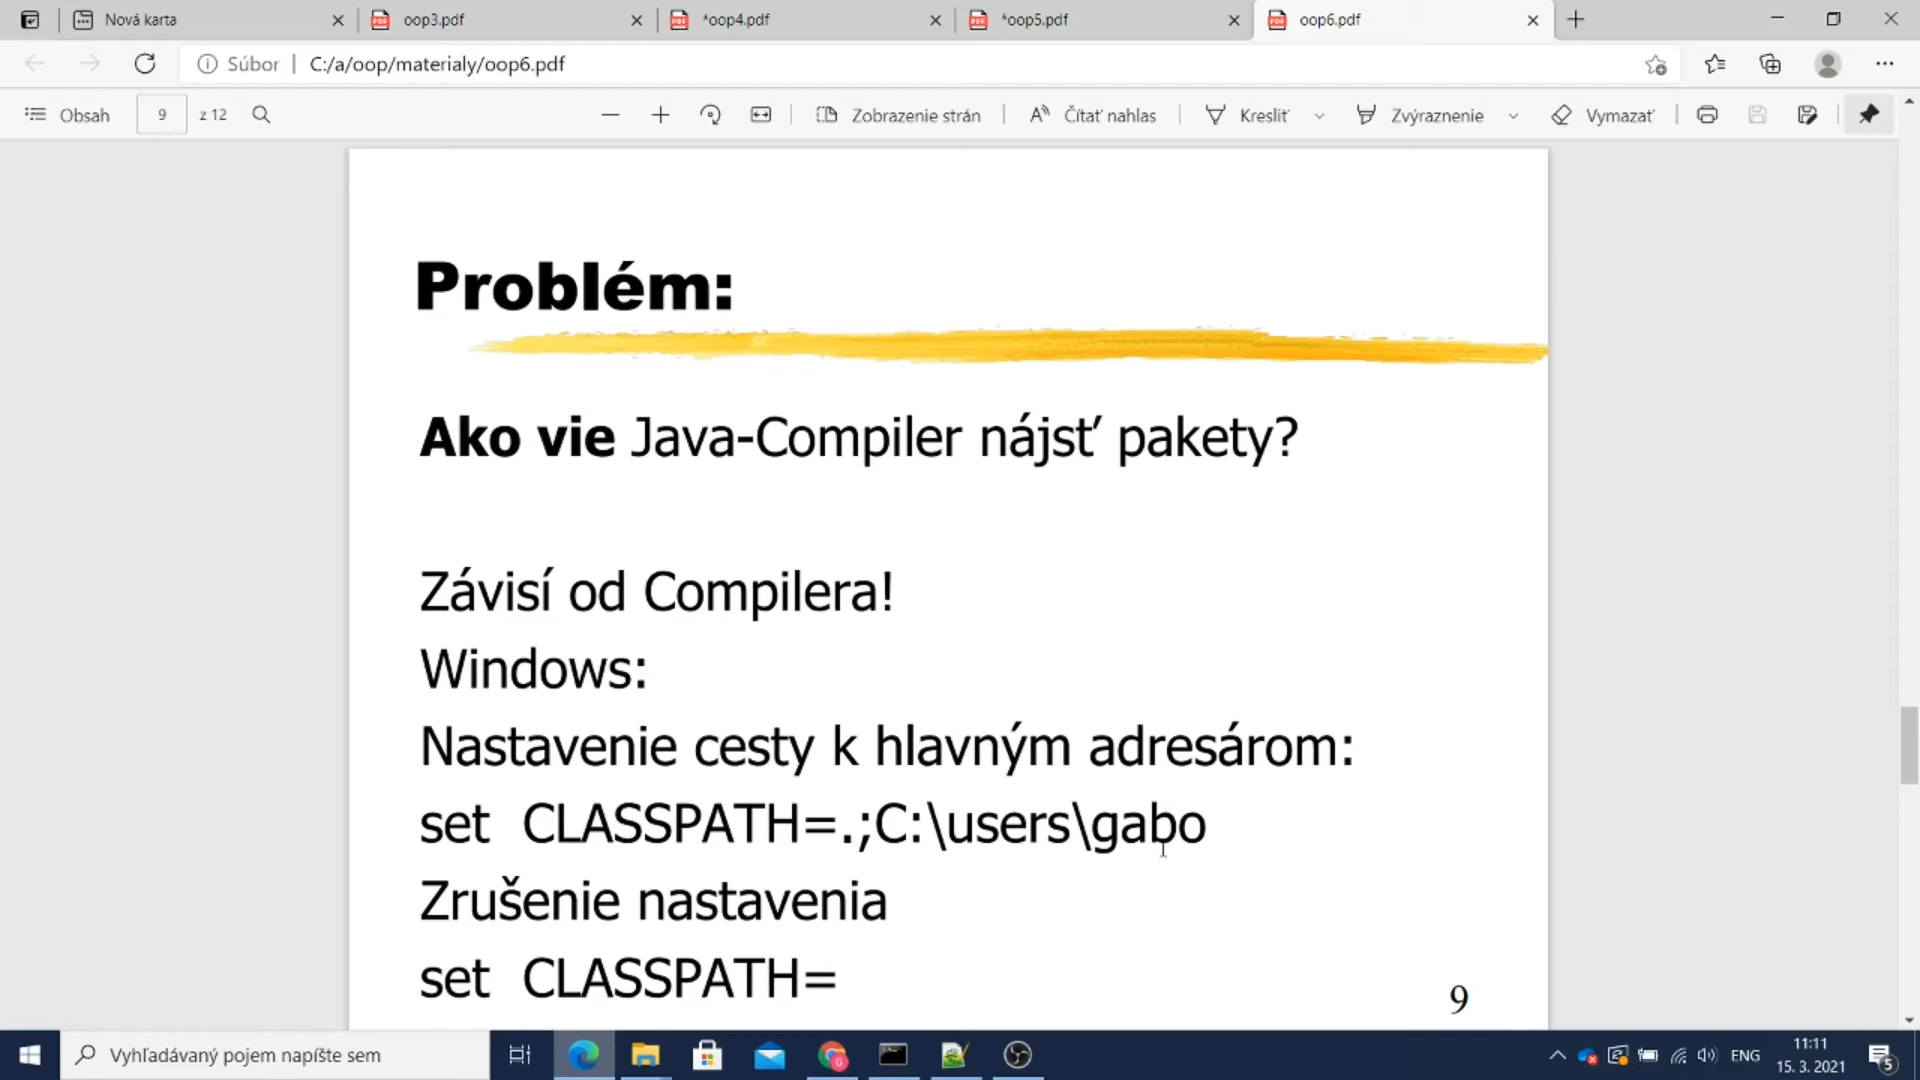 Nová karta
oop3.pdf
*oop4.pdf
*oop5.pdf
oop6.pdf
Súbor
C:/a/oop/materialy/oop6.pdf
Obsah
9
z 12
Zobrazenie strán
Čítať nahlas
Kresliť
Zvýraznenie
Vymazať
Problém:
Ako vie Java-Compiler nájsť pakety?
Závisí od Compilera!
Windows:
Nastavenie cesty k hlavným adresárom:
set CLASSPATH=.;C:\users\gabo
Zrušenie nastavenia
set CLASSPATH=
9
Vyhľadávaný pojem napíšte sem
ENG
11:11
15. 3. 2021
5